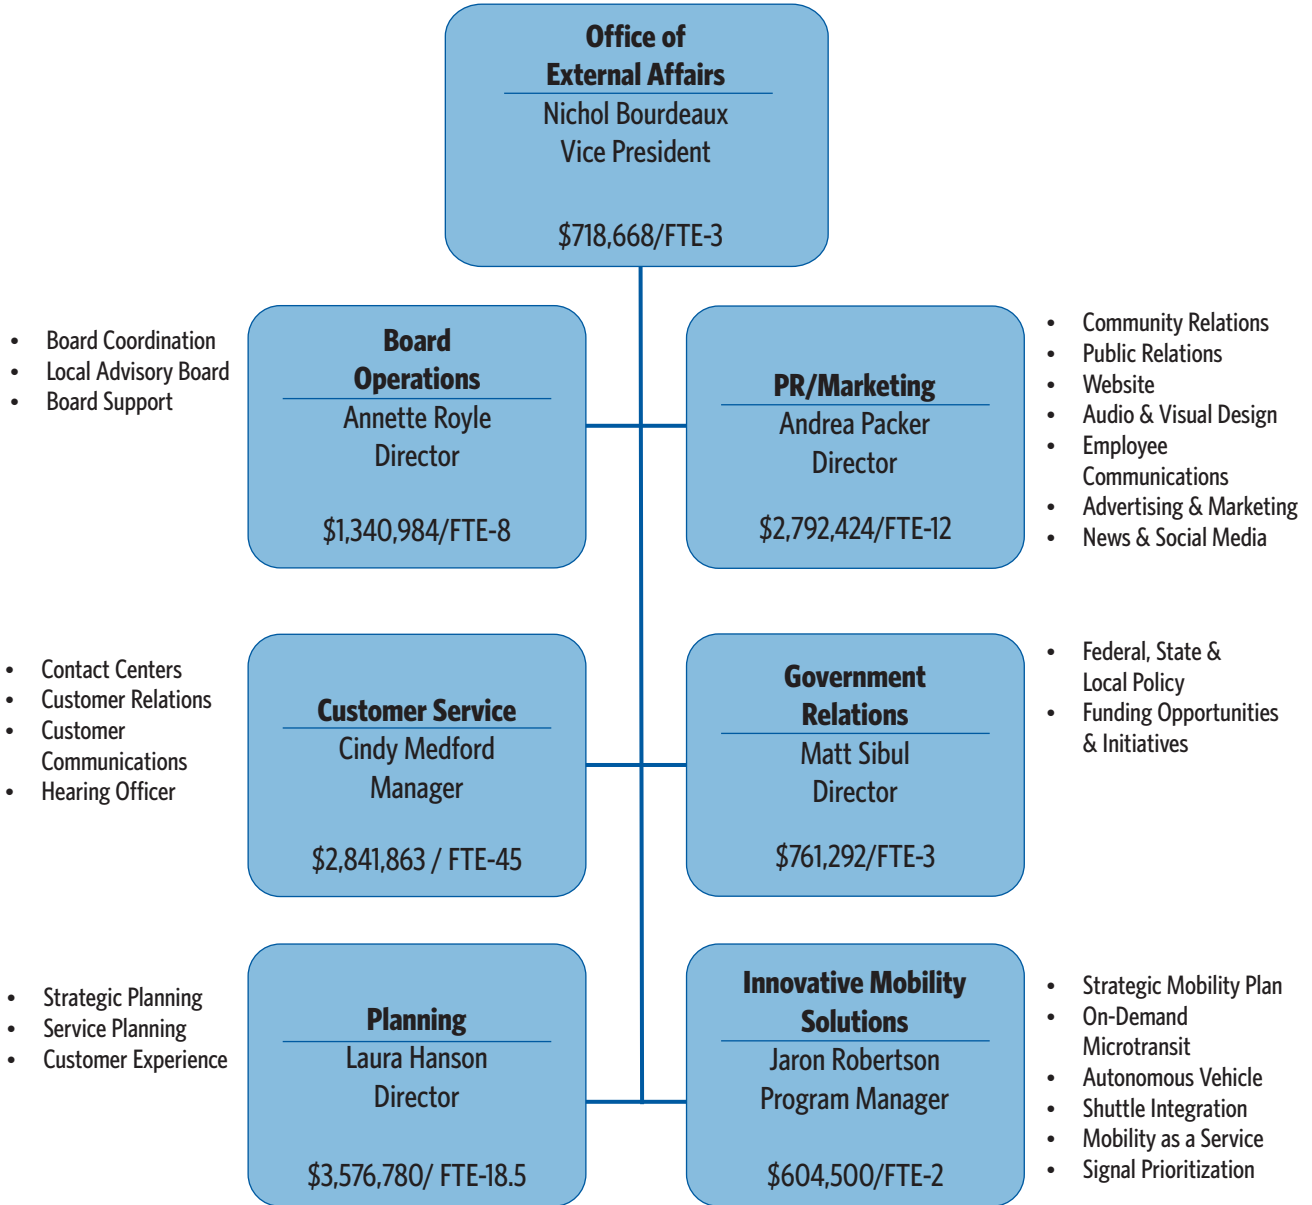 Office of
External Affairs
Nichol Bourdeaux
Vice President
$718,668/FTE-3
• Board Coordination
• Local Advisory Board
• Board Support
Board
Operations
Annette Royle
Director
$1,340,984/FTE-8
PR/Marketing
Andrea Packer
Director
$2,792,424/FTE-12
• Community Relations
• Public Relations
• Website
• Audio & Visual Design
• Employee
Communications
• Advertising & Marketing
• News & Social Media
• Contact Centers
• Customer Relations
• Customer
Communications
• Hearing Officer
Customer Service
Cindy Medford
Manager
$2,841,863 / FTE-45
Government
Relations
Matt Sibul
Director
$761,292/FTE-3
• Federal, State &
Local Policy
• Funding Opportunities
& Initiatives
• Strategic Planning
• Service Planning
• Customer Experience
Planning
Laura Hanson
Director
$3,576,780/ FTE-18.5
Innovative Mobility
Solutions
Jaron Robertson
Program Manager
$604,500/FTE-2
• Strategic Mobility Plan
• On-Demand
Microtransit
• Autonomous Vehicle
• Shuttle Integration
• Mobility as a Service
• Signal Prioritization